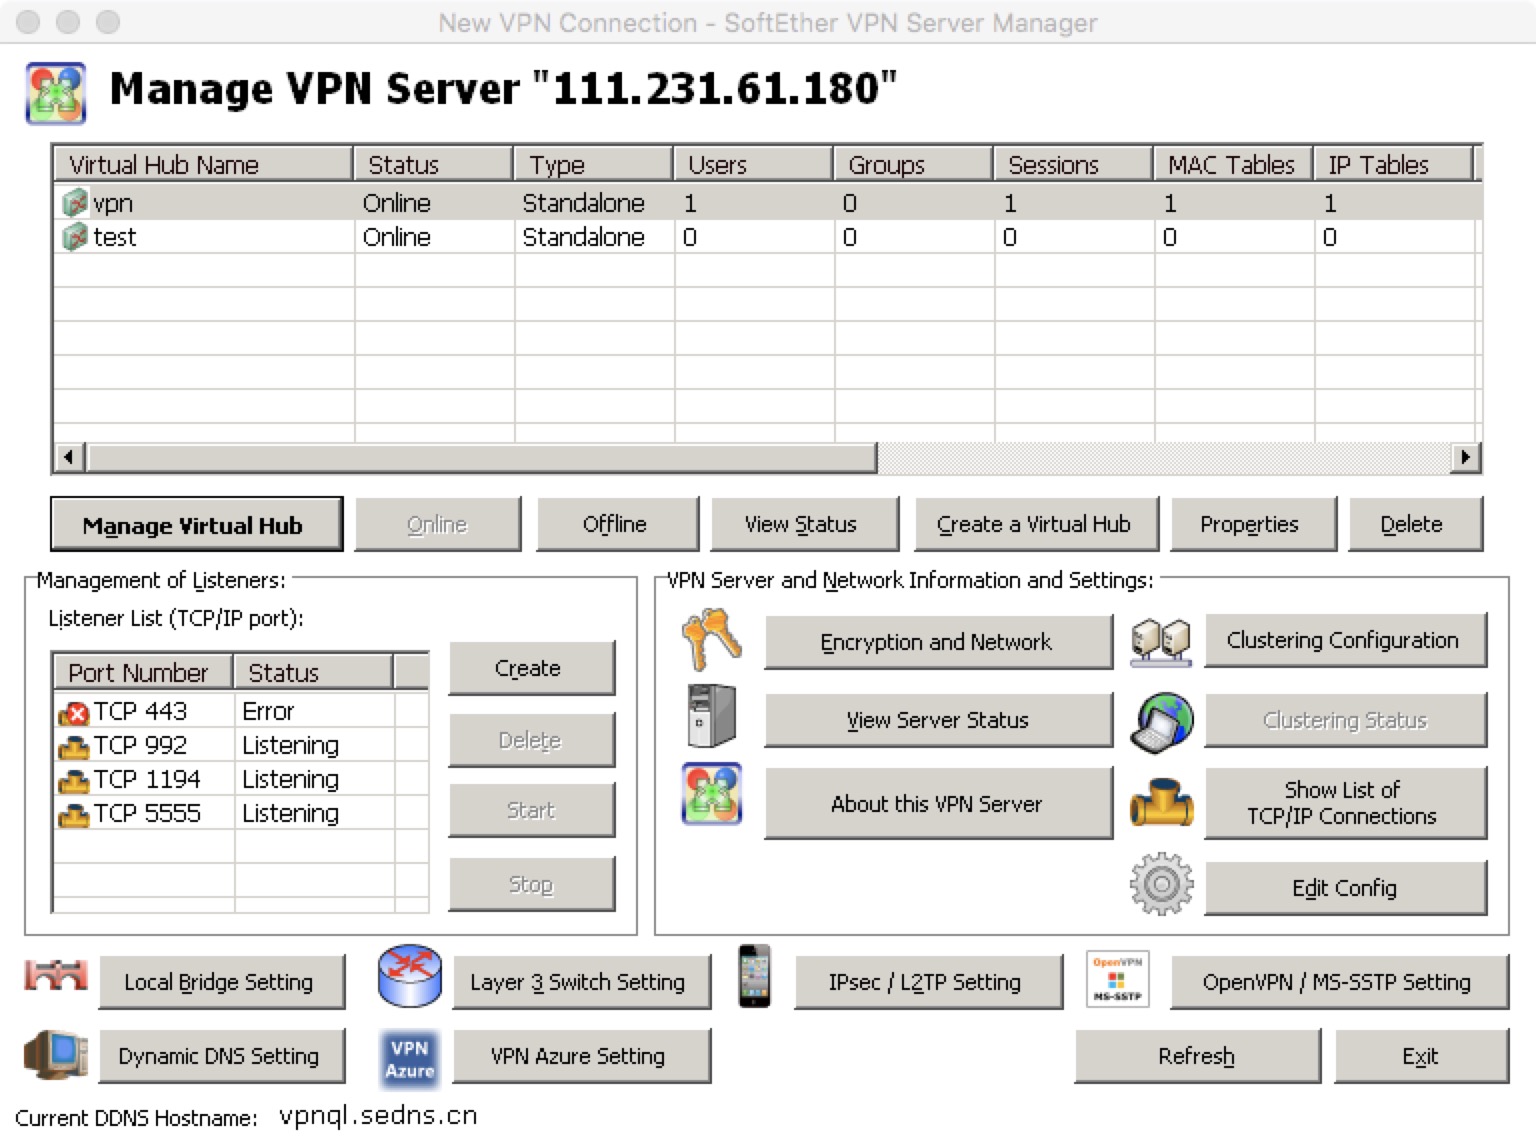 New VPN Connection - SoftEther VPN Server Manager
Manage VPN Server "111.231.61.180"
Virtual Hub Name Status Type Users Groups Sessions MAC Tables IP Tables
vpn Online Standalone 1 0 1 1 1
test Online Standalone 0 0 0 0 0
Manage Virtual Hub Online Offline View Status Create a Virtual Hub Properties Delete
Management of Listeners:
Listener List (TCP/IP port):
Port Number Status
TCP 443 Error
TCP 992 Listening
TCP 1194 Listening
TCP 5555 Listening
Create
Delete
Start
Stop
VPN Server and Network Information and Settings:
Encryption and Network Clustering Configuration
View Server Status Clustering Status
About this VPN Server Show List of
TCP/IP Connections
Edit Config
Local Bridge Setting Layer 3 Switch Setting IPsec / L2TP Setting OpenVPN MS-SSTP OpenVPN / MS-SSTP Setting
Dynamic DNS Setting VPN Azure VPN Azure Setting Refresh Exit
Current DDNS Hostname: vpnql.sedns.cn